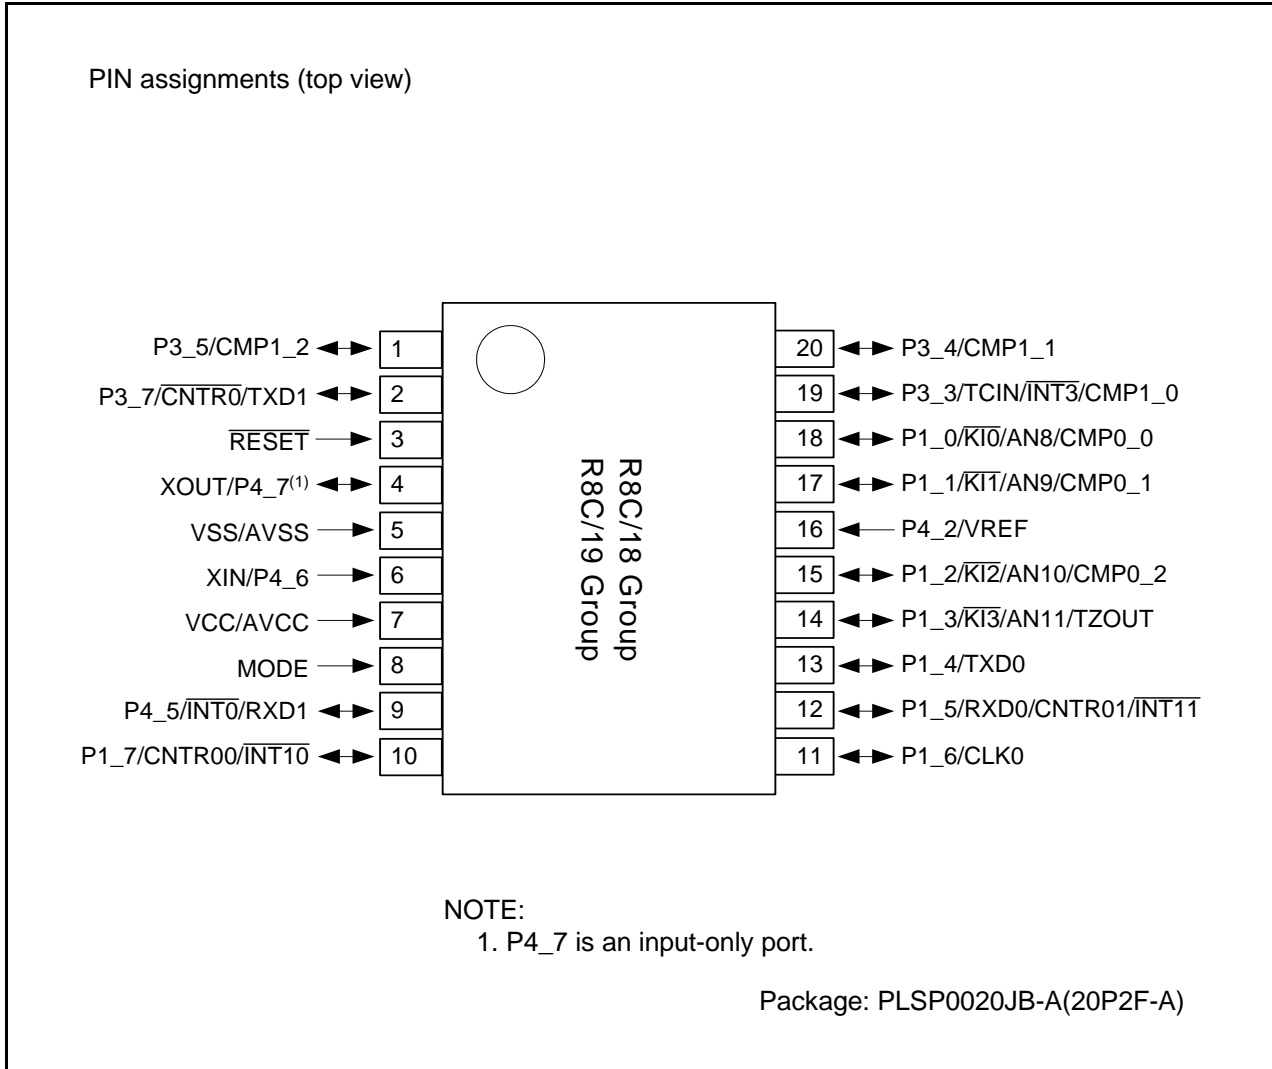 PIN assignments (top view)
P3_5/CMP1_2 1
P3_7/CNTR0/TXD1 2
RESET 3
XOUT/P4_7(1) 4
VSS/AVSS 5
XIN/P4_6 6
VCC/AVCC 7
MODE 8
P4_5/INT0/RXD1 9
P1_7/CNTR00/INT10 10
R8C/18 Group
R8C/19 Group
20 P3_4/CMP1_1
19 P3_3/TCIN/INT3/CMP1_0
18 P1_0/KI0/AN8/CMP0_0
17 P1_1/KI1/AN9/CMP0_1
16 P4_2/VREF
15 P1_2/KI2/AN10/CMP0_2
14 P1_3/KI3/AN11/TZOUT
13 P1_4/TXD0
12 P1_5/RXD0/CNTR01/INT11
11 P1_6/CLK0
NOTE:
1. P4_7 is an input-only port.
Package: PLSP0020JB-A(20P2F-A)